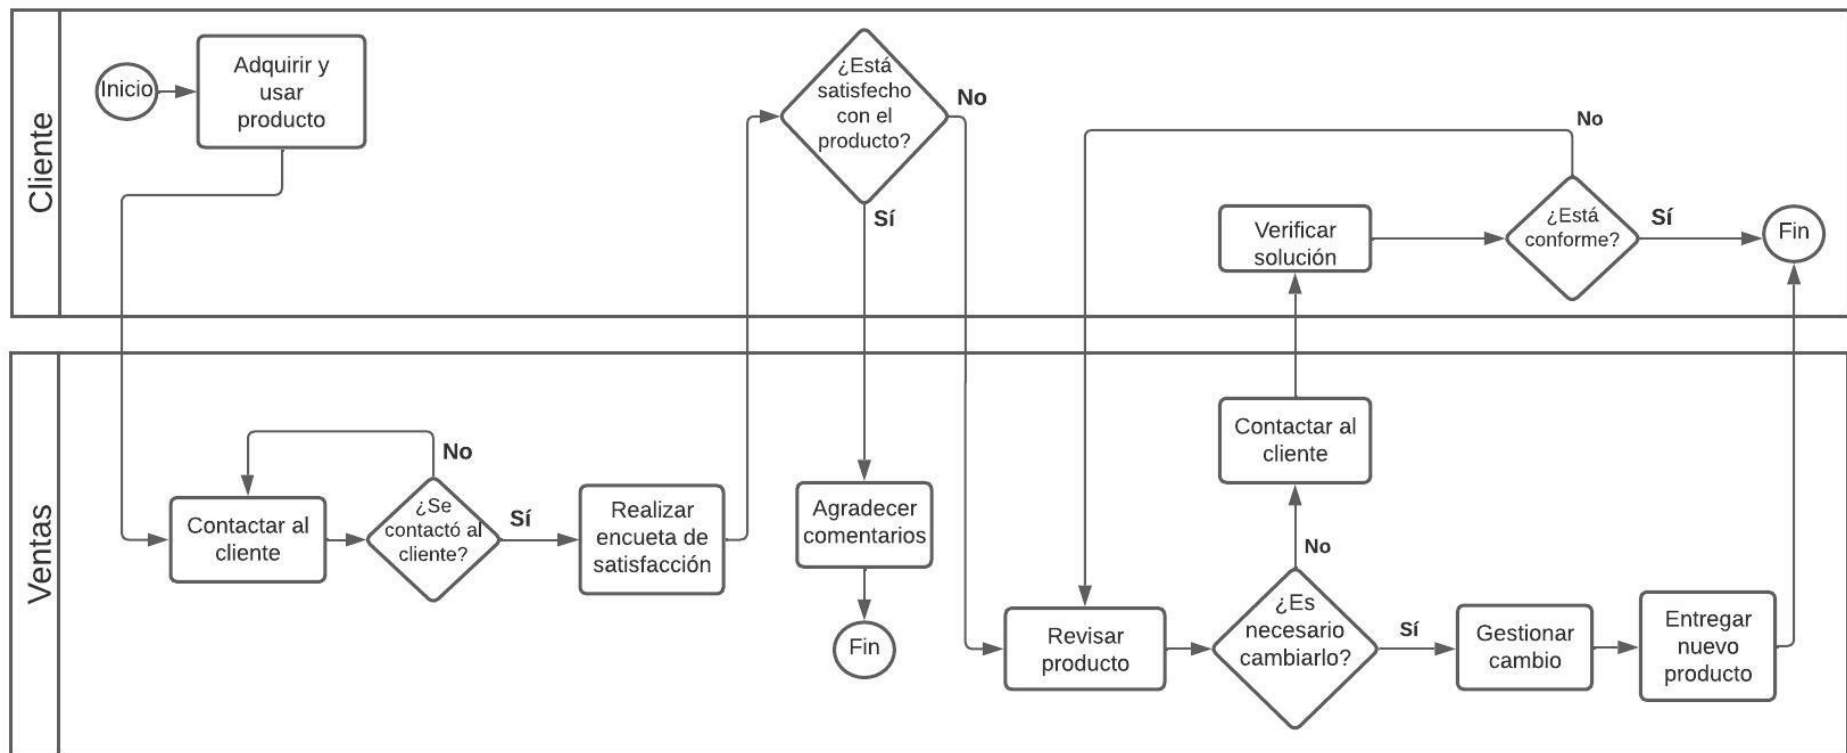 Cliente
Inicio
Adquirir y
usar
producto
¿Está
satisfecho
con el
producto?
No
Sí
Verificar
solución
¿Está
conforme?
No
Sí
Fin
Ventas
Contactar al
cliente
¿Se
contactó al
cliente?
No
Sí
Realizar
encueta de
satisfacción
Agradecer
comentarios
Fin
Revisar
producto
¿Es
necesario
cambiarlo?
No
Contactar al
cliente
Sí
Gestionar
cambio
Entregar
nuevo
producto